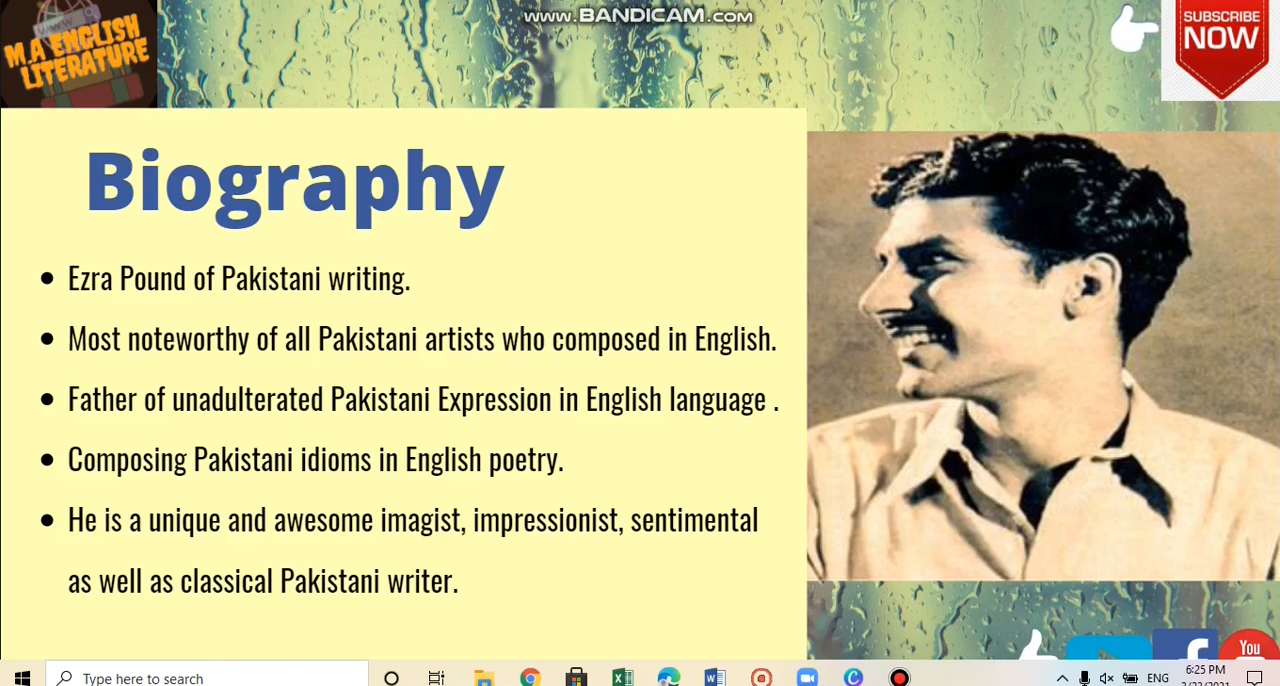 www.BANDICAM.com
M.A ENGLISH
LITERATURE
SUBSCRIBE
NOW
Biography
Ezra Pound of Pakistani writing.
Most noteworthy of all Pakistani artists who composed in English.
Father of unadulterated Pakistani Expression in English language .
Composing Pakistani idioms in English poetry.
He is a unique and awesome imagist, impressionist, sentimental
as well as classical Pakistani writer.
You
Type here to search
ENG
6:25 PM